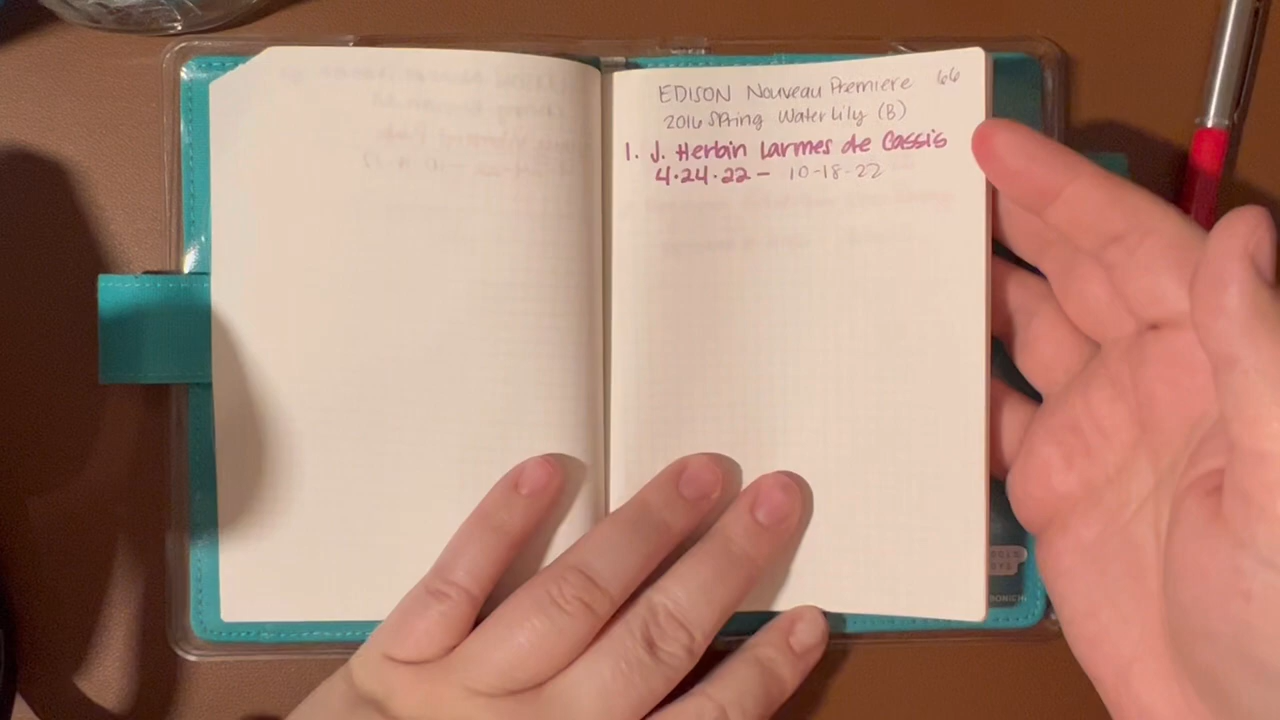 EDISON Nouveau Premiere 66
2016 Spring Water Lily (B)
1. J. Herbin Larmes de Cassis
4.24.22 - 10-18-22